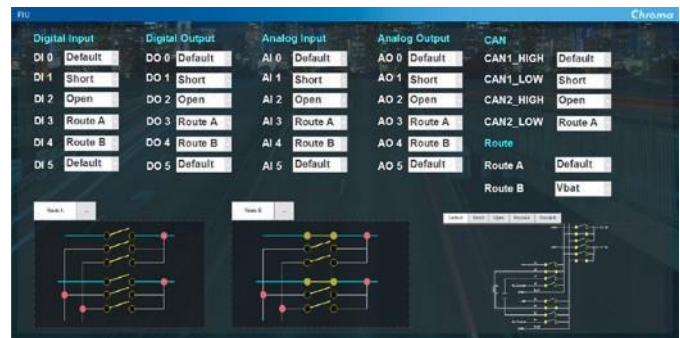 FIU
Chroma
Digital Input Digital Output Analog Input Analog Output CAN
DI 0 Default DO 0 Default AI 0 Default AO 0 Default CAN1_HIGH Default
DI 1 Short DO 1 Short AI 1 Short AO 1 Short CAN1_LOW Short
DI 2 Open DO 2 Open AI 2 Open AO 2 Open CAN2_HIGH Open
DI 3 Route A DO 3 Route A AI 3 Route A AO 3 Route A CAN2_LOW Route A
DI 4 Route B DO 4 Route B AI 4 Route B AO 4 Route B Route
DI 5 Default DO 5 Default AI 5 Default AO 5 Default Route A Default
Route B Vbat
Route A ... Route B ...
Default Short Open Route A Route B